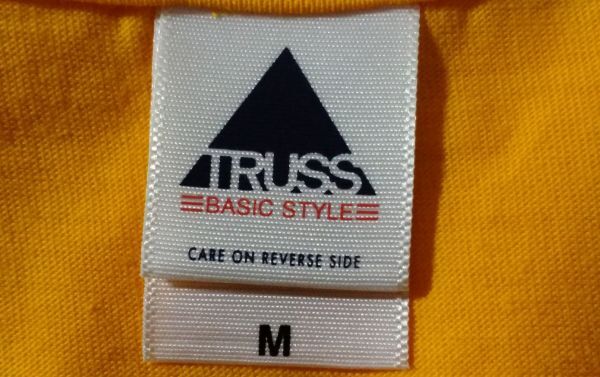 TRUSS
BASIC STYLE
CARE ON REVERSE SIDE
M